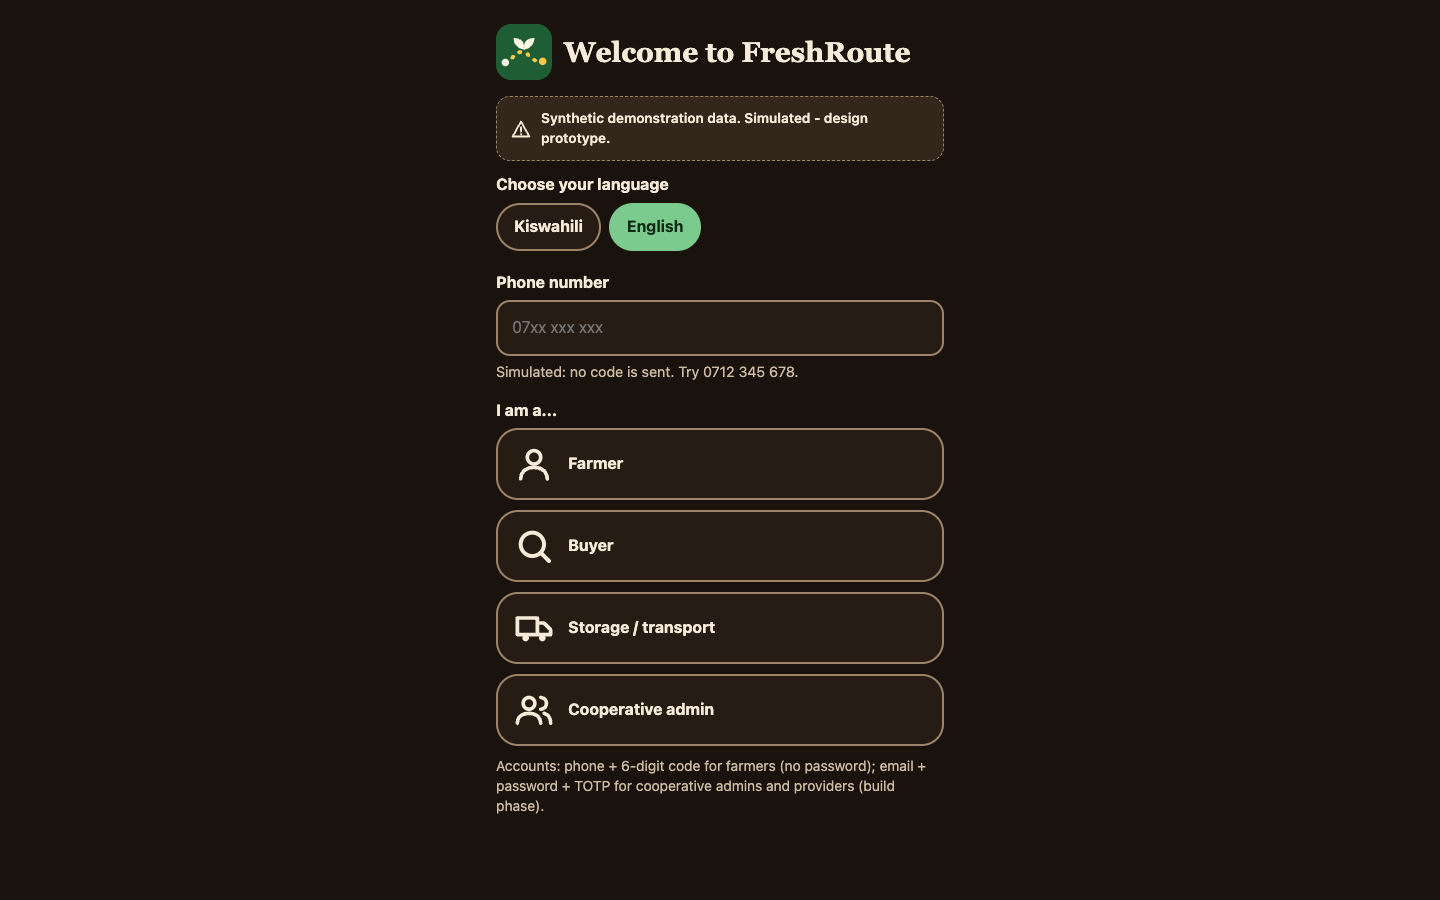 Welcome to FreshRoute
Synthetic demonstration data. Simulated - design
prototype.
Choose your language
Kiswahili English
Phone number
07xx xxx xxx
Simulated: no code is sent. Try 0712 345 678.
I am a...
Farmer
Buyer
Storage / transport
Cooperative admin
Accounts: phone + 6-digit code for farmers (no password); email +
password + TOTP for cooperative admins and providers (build
phase).